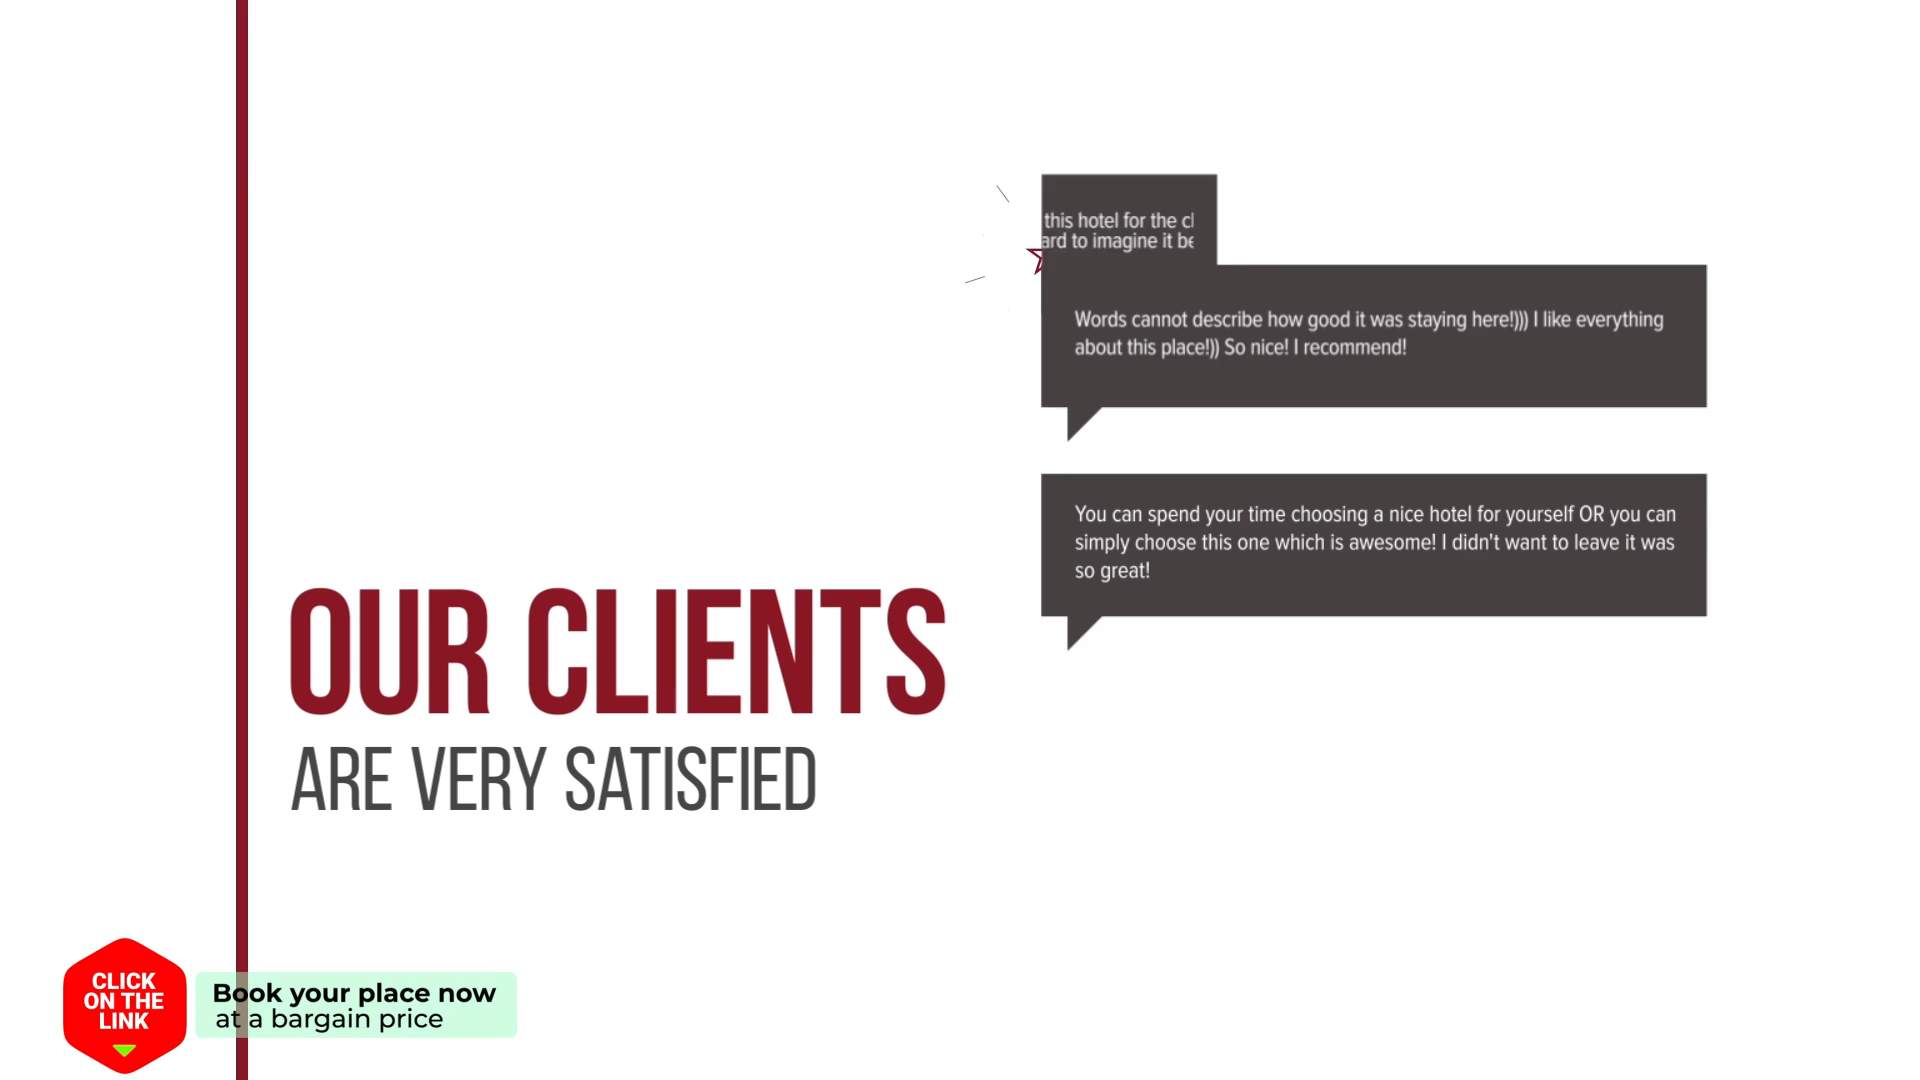 this hotel for the
to imagine it
Words cannot describe how good it was staying here!))) I like everything
about this place!)) So nice! I recommend!
You can spend your time choosing a nice hotel for yourself OR you can
simply choose this one which is awesome! I didn't want to leave it was
so great!
OUR CLIENTS
ARE VERY SATISFIED
CLICK
ON THE
LINK
Book your place now
at a bargain price